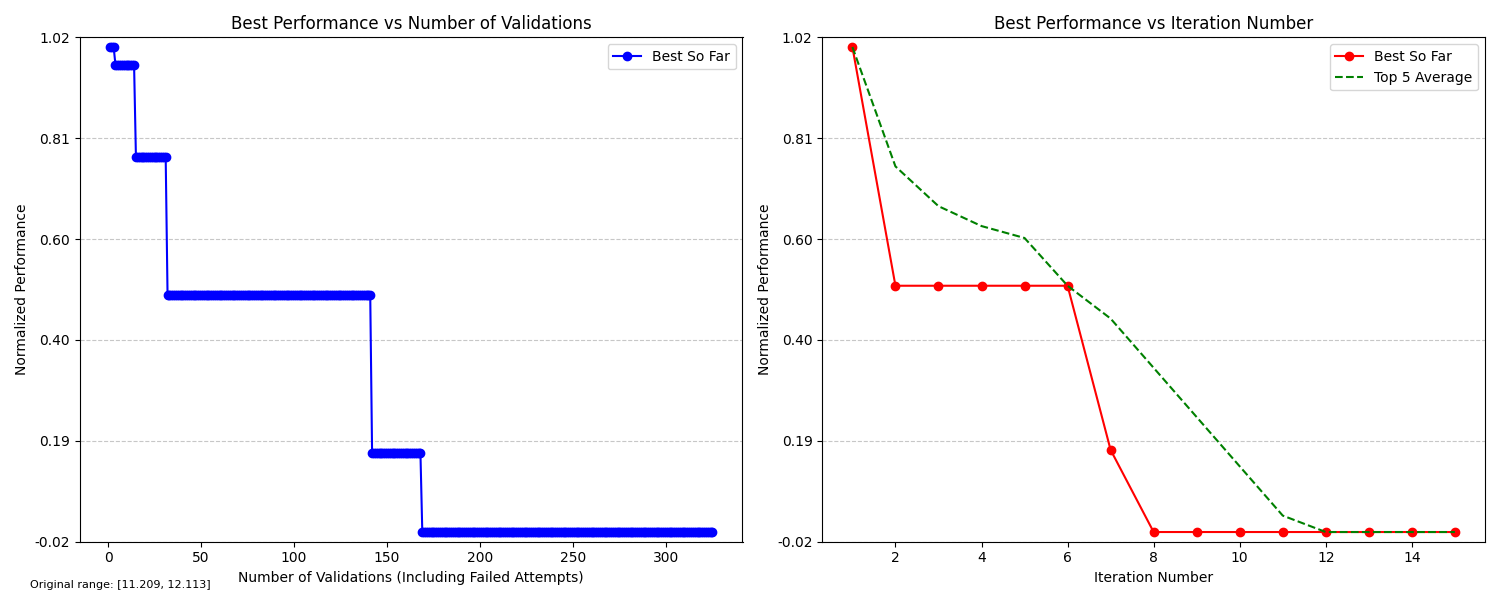 Best Performance vs Number of Validations
1.02
0.81
0.60
0.40
0.19
-0.02
Normalized Performance
Best So Far
0
50
100
150
200
250
300
Number of Validations (Including Failed Attempts)
Original range: [11.209, 12.113]
Best Performance vs Iteration Number
1.02
0.81
0.60
0.40
0.19
-0.02
Normalized Performance
Best So Far
Top 5 Average
2
4
6
8
10
12
14
Iteration Number